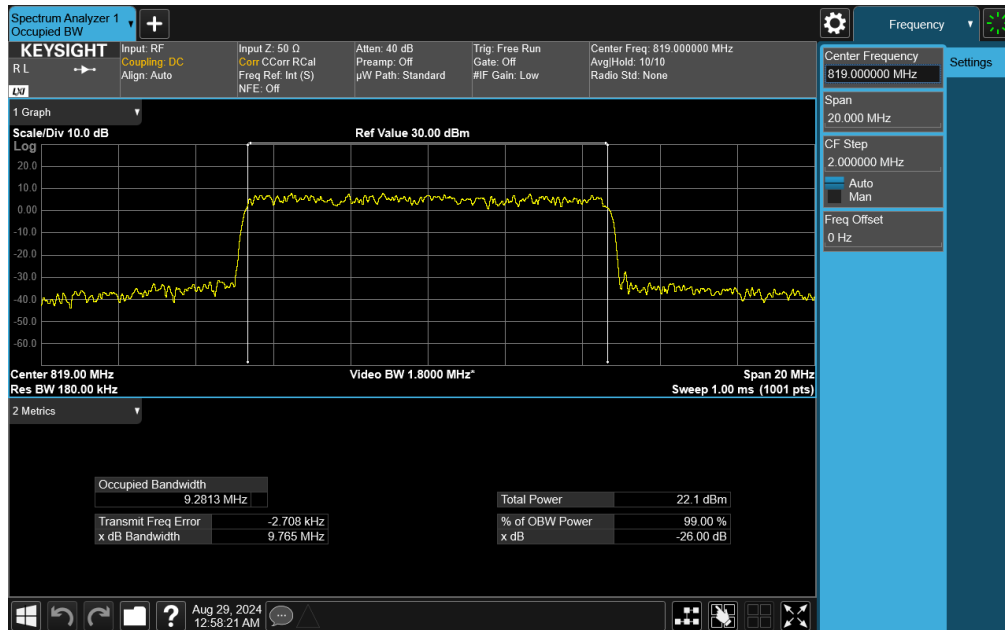 Spectrum Analyzer 1
Occupied BW
Frequency
KEYSIGHT
R L
LXI
Input: RF
Coupling: DC
Align: Auto
Input Z: 50 Ω
Corr CCorr RCal
Freq Ref: Int (S)
NFE: Off
Atten: 40 dB
Preamp: Off
µW Path: Standard
Trig: Free Run
Gate: Off
#IF Gain: Low
Center Freq: 819.000000 MHz
Avg|Hold: 10/10
Radio Std: None
Center Frequency
819.000000 MHz
Settings
Span
20.000 MHz
CF Step
2.000000 MHz
Auto
Man
Freq Offset
0 Hz
1 Graph
Scale/Div 10.0 dB
Ref Value 30.00 dBm
Log
20.0
10.0
0.00
-10.0
-20.0
-30.0
-40.0
-50.0
-60.0
Center 819.00 MHz
Video BW 1.8000 MHz*
Span 20 MHz
Res BW 180.00 kHz
Sweep 1.00 ms (1001 pts)
2 Metrics
Occupied Bandwidth
9.2813 MHz
Total Power 22.1 dBm
Transmit Freq Error -2.708 kHz
% of OBW Power 99.00 %
x dB Bandwidth 9.765 MHz
x dB -26.00 dB
?
Aug 29, 2024
12:58:21 AM